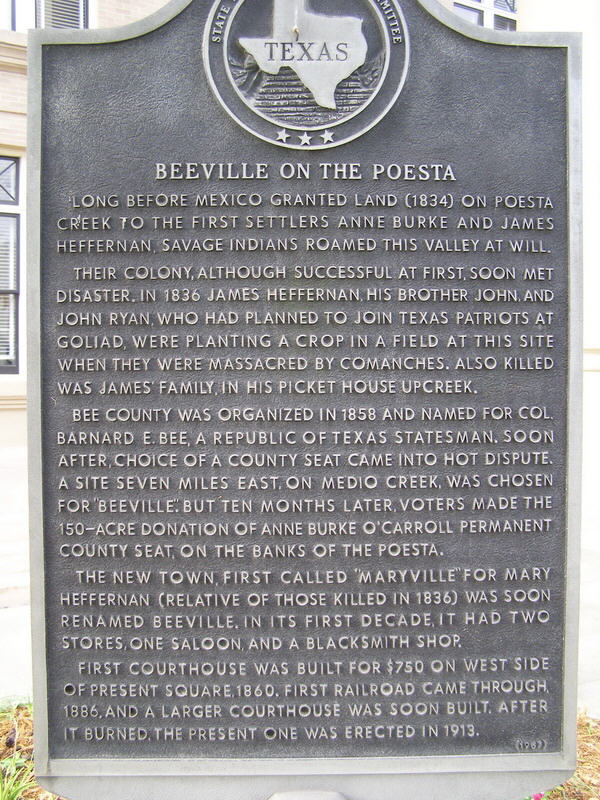 STATE
TEXAS
BEEVILLE ON THE POESTA
LONG BEFORE MEXICO GRANTED LAND (1834) ON POESTA
CREEK TO THE FIRST SETTLERS ANNE BURKE AND JAMES
HEFFERNAN, SAVAGE INDIANS ROAMED THIS VALLEY AT WILL.
THEIR COLONY, ALTHOUGH SUCCESSFUL AT FIRST, SOON MET
DISASTER. IN 1836 JAMES HEFFERNAN, HIS BROTHER JOHN, AND
JOHN RYAN, WHO HAD PLANNED TO JOIN TEXAS PATRIOTS AT
GOLIAD, WERE PLANTING A CROP IN A FIELD AT THIS SITE
WHEN THEY WERE MASSACRED BY COMANCHES. ALSO KILLED
WAS JAMES' FAMILY, IN HIS PICKET HOUSE UPCREEK.
BEE COUNTY WAS ORGANIZED IN 1858 AND NAMED FOR COL.
BARNARD E. BEE, A REPUBLIC OF TEXAS STATESMAN. SOON
AFTER, CHOICE OF A COUNTY SEAT CAME INTO HOT DISPUTE.
A SITE SEVEN MILES EAST, ON MEDIO CREEK, WAS CHOSEN
FOR "BEEVILLE". BUT TEN MONTHS LATER, VOTERS MADE THE
150-ACRE DONATION OF ANNE BURKE O'CARROLL PERMANENT
COUNTY SEAT, ON THE BANKS OF THE POESTA.
THE NEW TOWN, FIRST CALLED "MARYVILLE" FOR MARY
HEFFERNAN (RELATIVE OF THOSE KILLED IN 1836) WAS SOON
RENAMED BEEVILLE. IN ITS FIRST DECADE, IT HAD TWO
STORES, ONE SALOON, AND A BLACKSMITH SHOP.
FIRST COURTHOUSE WAS BUILT FOR $750 ON WEST SIDE
OF PRESENT SQUARE, 1860. FIRST RAILROAD CAME THROUGH,
1886, AND A LARGER COURTHOUSE WAS SOON BUILT. AFTER
IT BURNED, THE PRESENT ONE WAS ERECTED IN 1913.
(1967)